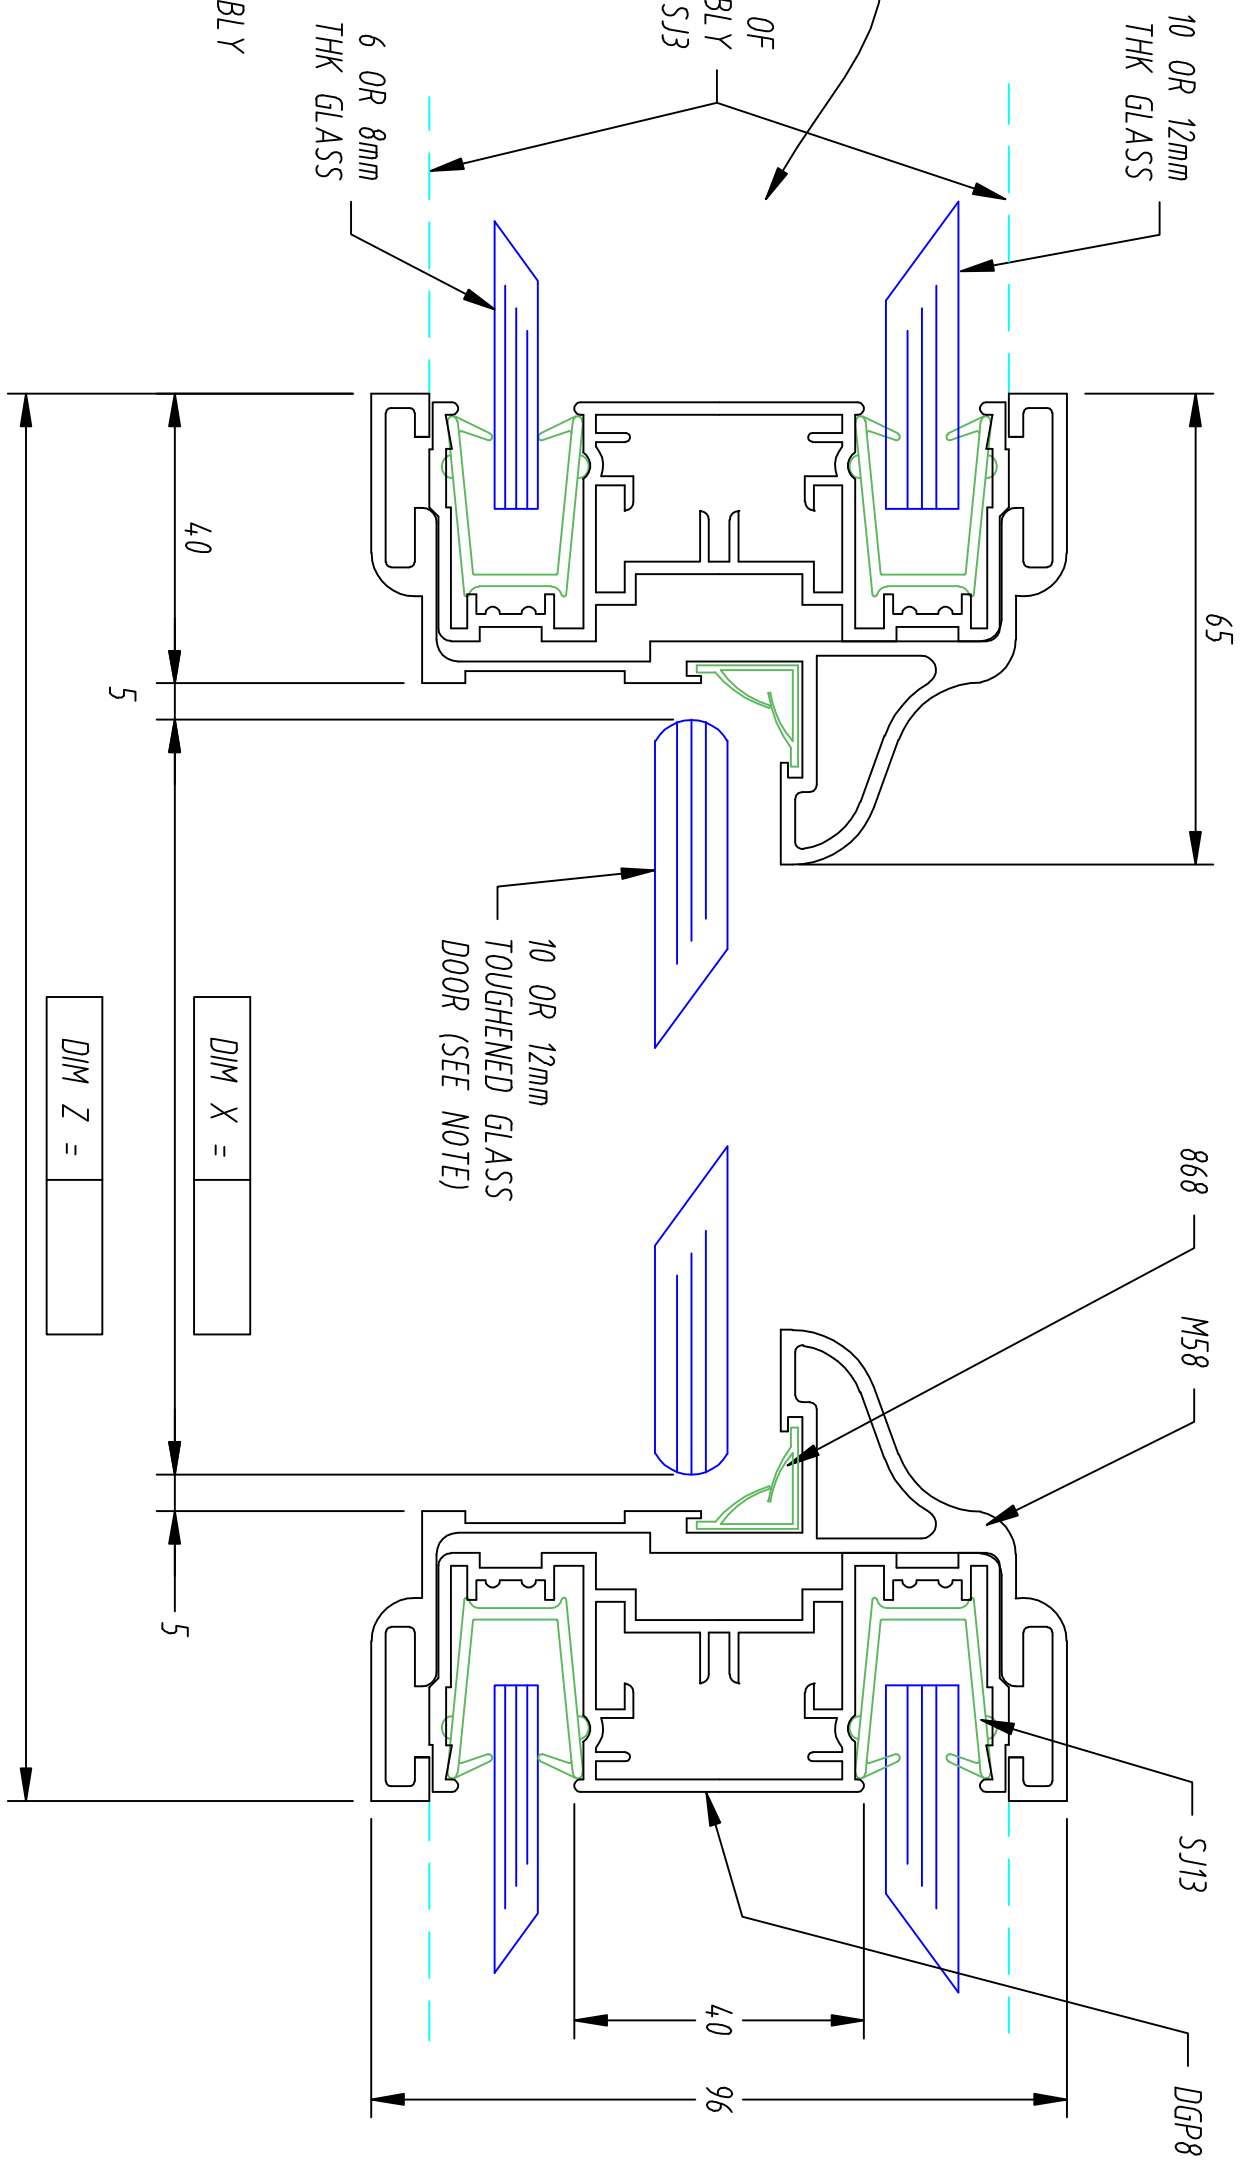 10 OR 12mm
THK GLASS
OF
BLY
SJ3
6 OR 8mm
THK GLASS
BLY
65
40
5
10 OR 12mm
TOUGHENED GLASS
DOOR (SEE NOTE)
DIM X =
DIM Z =
868
M58
5
SJ13
40
96
DGP8